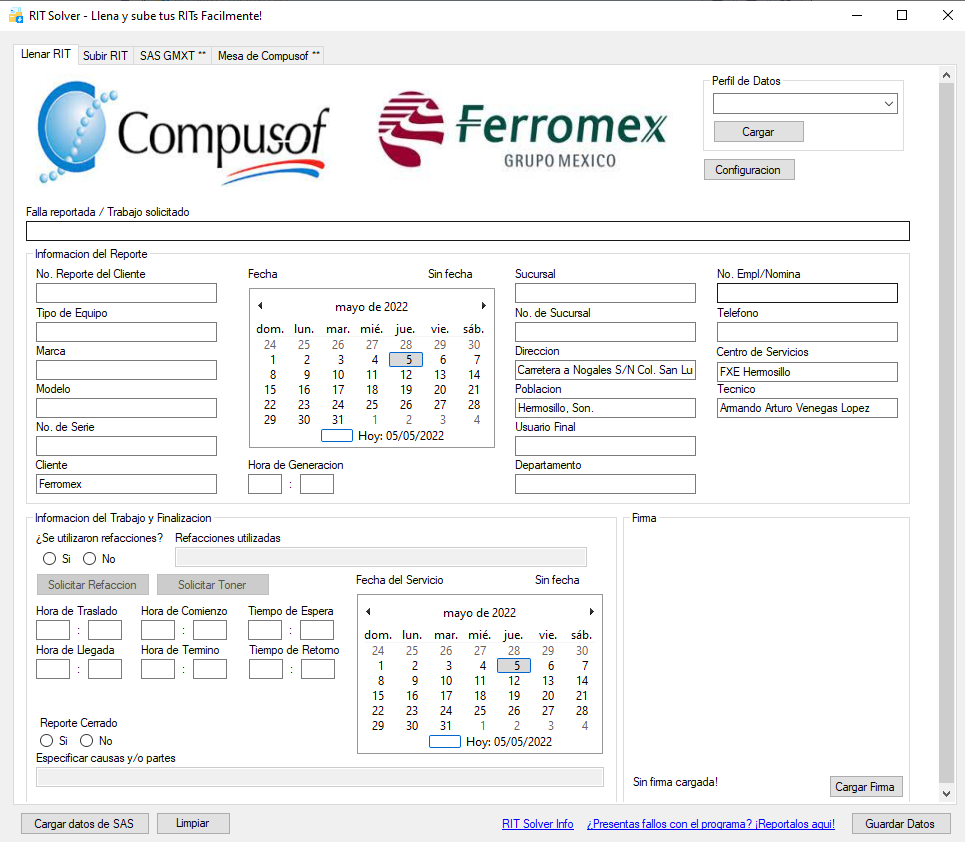 RIT Solver - Llena y sube tus RITs Facilmente!
Llenar RIT Subir RIT SAS GMXT ** Mesa de Compusof **
Compusof
Ferromex
GRUPO MEXICO
Perfil de Datos
Cargar
Configuracion
Falla reportada / Trabajo solicitado
Informacion del Reporte
No. Reporte del Cliente
Tipo de Equipo
Marca
Modelo
No. de Serie
Cliente
Ferromex
Fecha Sin fecha
mayo de 2022
dom. lun. mar. mié. jue. vie. sáb.
24 25 26 27 28 29 30
1 2 3 4 5 6 7
8 9 10 11 12 13 14
15 16 17 18 19 20 21
22 23 24 25 26 27 28
29 30 31 1 2 3 4
Hoy: 05/05/2022
Hora de Generacion
:
Sucursal
No. de Sucursal
Direccion
Carretera a Nogales S/N Col. San Lu
Poblacion
Hermosillo, Son.
Usuario Final
Departamento
No. Empl/Nomina
Telefono
Centro de Servicios
FXE Hermosillo
Tecnico
Armando Arturo Venegas Lopez
Informacion del Trabajo y Finalizacion
¿Se utilizaron refacciones?
Si No
Refacciones utilizadas
Solicitar Refaccion Solicitar Toner
Hora de Traslado Hora de Comienzo Tiempo de Espera
: : :
Hora de Llegada Hora de Termino Tiempo de Retorno
: : :
Fecha del Servicio Sin fecha
mayo de 2022
dom. lun. mar. mié. jue. vie. sáb.
24 25 26 27 28 29 30
1 2 3 4 5 6 7
8 9 10 11 12 13 14
15 16 17 18 19 20 21
22 23 24 25 26 27 28
29 30 31 1 2 3 4
Hoy: 05/05/2022
Reporte Cerrado
Si No
Especificar causas y/o partes
Firma
Sin firma cargada!
Cargar Firma
Cargar datos de SAS Limpiar RIT Solver Info ¿Presentas fallos con el programa? ¡Reportalos aqui! Guardar Datos